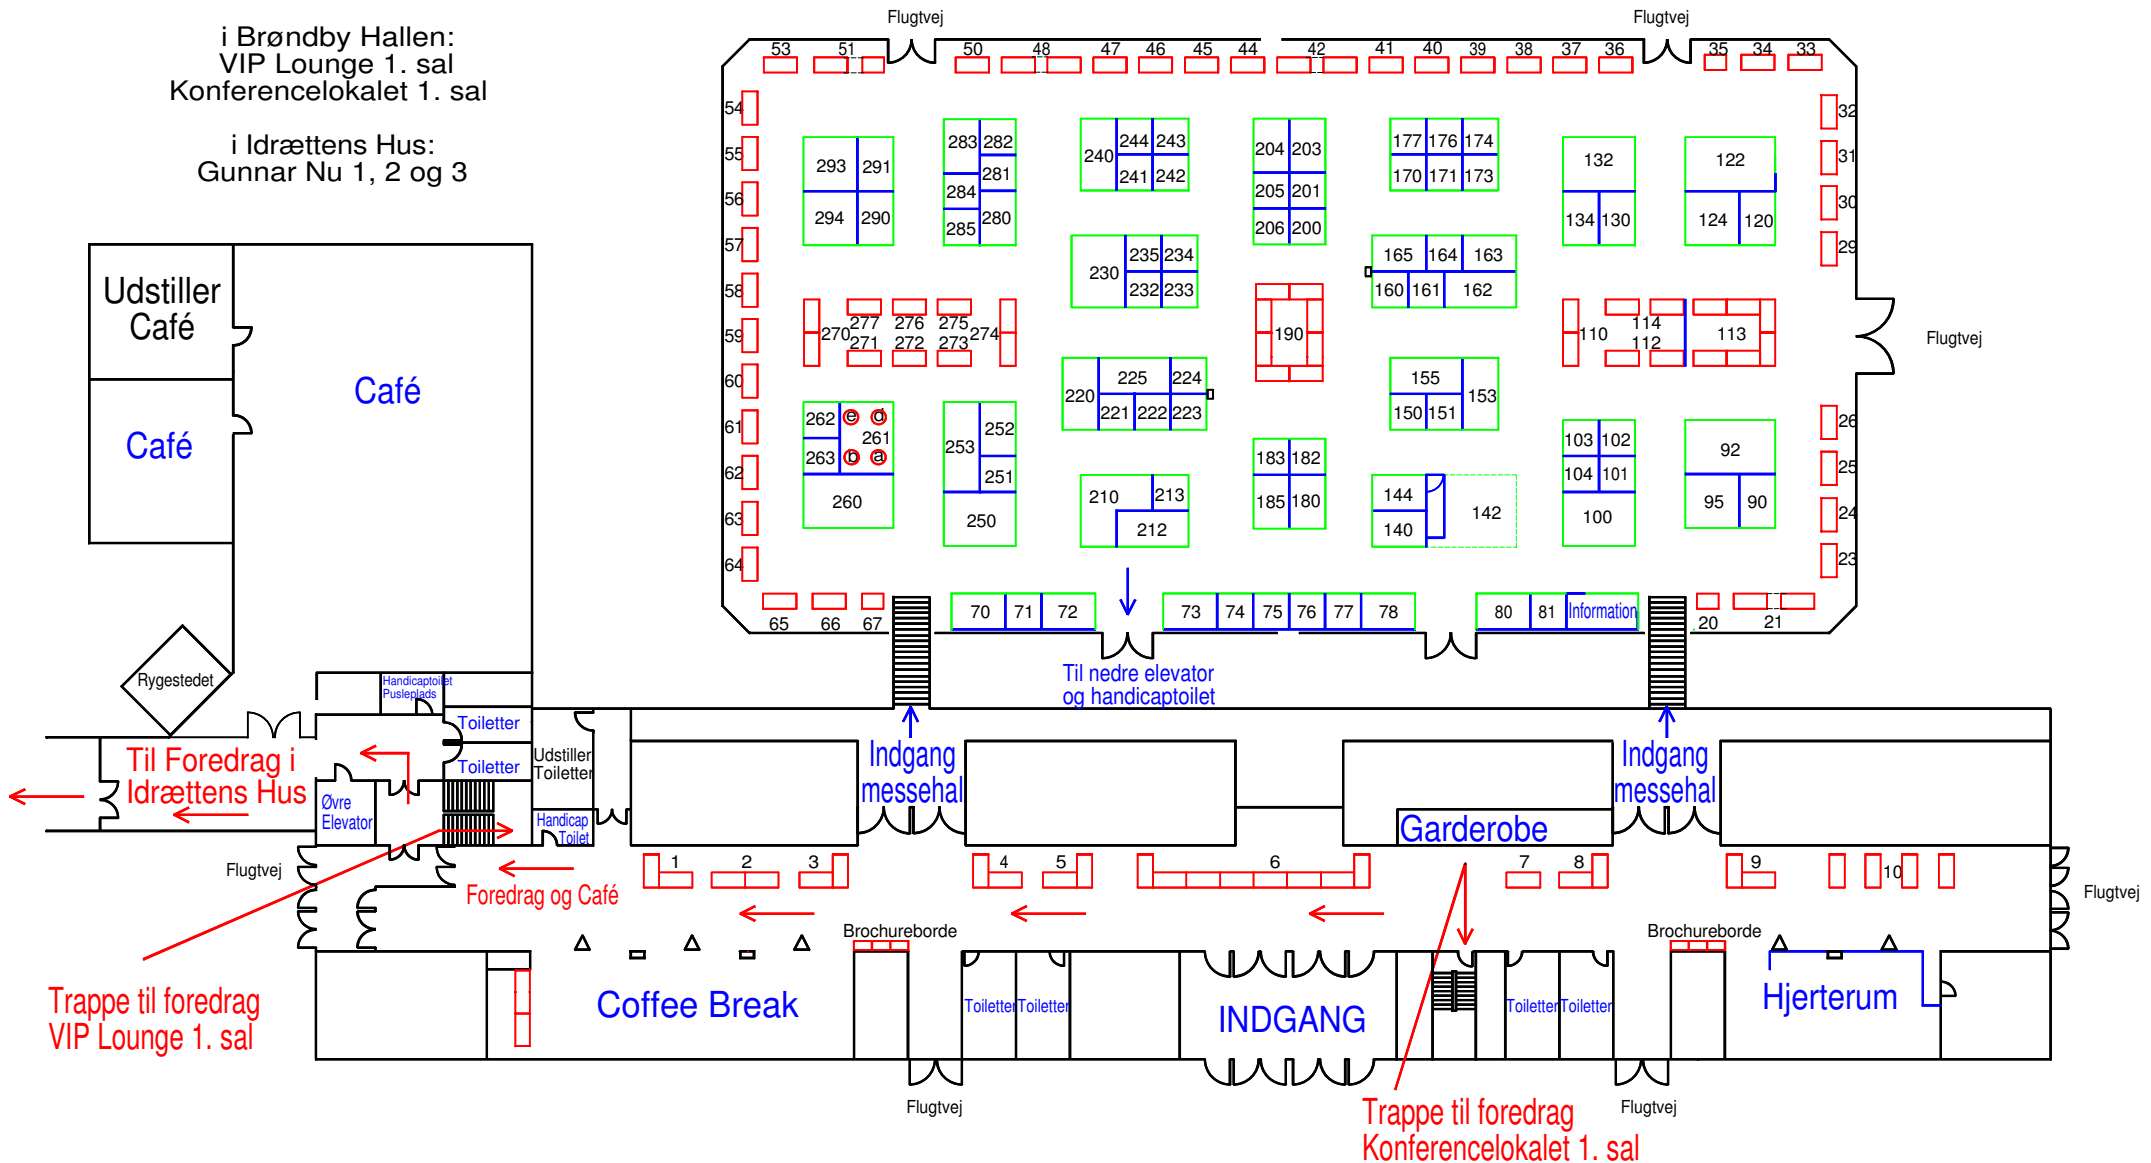 i Brøndby Hallen:
VIP Lounge 1. sal
Konferencelokalet 1. sal
i Idrættens Hus:
Gunnar Nu 1, 2 og 3
Flugtvej
Flugtvej
53 51 50 48 47 46 45 44 42 41 40 39 38 37 36 35 34 33
54
55
56
57
58
59
60
61
62
63
64
32
31
30
29
26
25
24
23
Flugtvej
293 291
294 290
283 282
281
284
285 280
240 244 243
241 242
204 203
205 201
206 200
177 176 174
170 171 173
132
134 130
122
124 120
230 235 234
232 233
165 164 163
160 161 162
270 277 276 275 274
271 272 273
190
110 114 113
112
220 225 224
221 222 223
155 153
150 151
262 e d
261
263 b a
260
253 252
251
250
210 213
212
183 182
185 180
144 142
140
103 102
104 101
100
92
95 90
65 66 67
70 71 72
73 74 75 76 77 78
80 81 Information
20 21
Til nedre elevator
og handicaptoilet
Udstiller
Café
Café
Café
Rygestedet
Handicaptoilet
Pusleplads
Toiletter
Toiletter
Udstiller
Toiletter
Handicap
Toilet
Til Foredrag i
Idrættens Hus
Øvre
Elevator
Indgang
messehal
Indgang
messehal
Garderobe
Flugtvej
1 2 3 4 5 6 7 8 9 10
Flugtvej
Foredrag og Café
Brochureborde
Brochureborde
Trappe til foredrag
VIP Lounge 1. sal
Coffee Break
Toiletter Toiletter
INDGANG
Toiletter Toiletter
Hjerterum
Flugtvej
Flugtvej
Trappe til foredrag
Konferencelokalet 1. sal